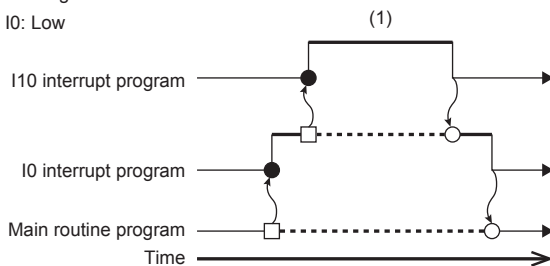 I0: Low
(1)
I10 interrupt program
I0 interrupt program
Main routine program
Time